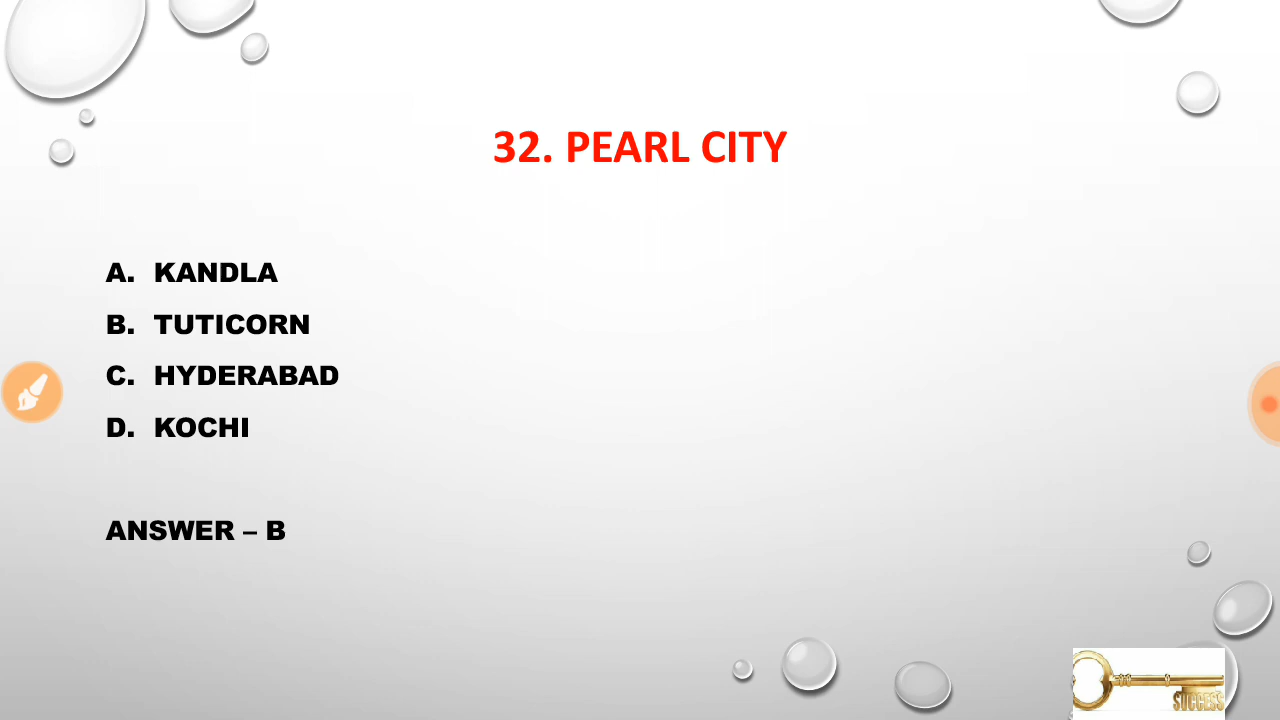 32. PEARL CITY
A. KANDLA
B. TUTICORN
C. HYDERABAD
D. KOCHI
ANSWER – B
SUCCESS